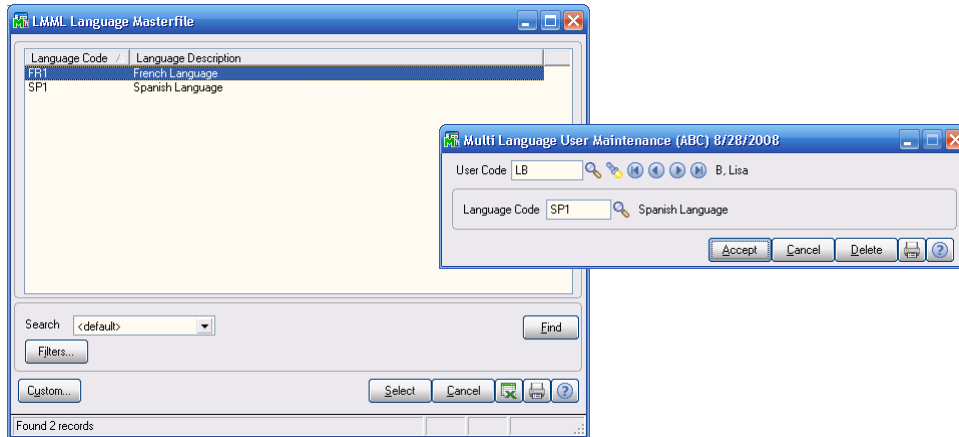 LMML Language Masterfile
Language Code / Language Description
FR1 French Language
SP1 Spanish Language
Search <default>
Find
Filters...
Custom...
Select Cancel
Found 2 records
Multi Language User Maintenance (ABC) 8/28/2008
User Code LB B, Lisa
Language Code SP1 Spanish Language
Accept Cancel Delete